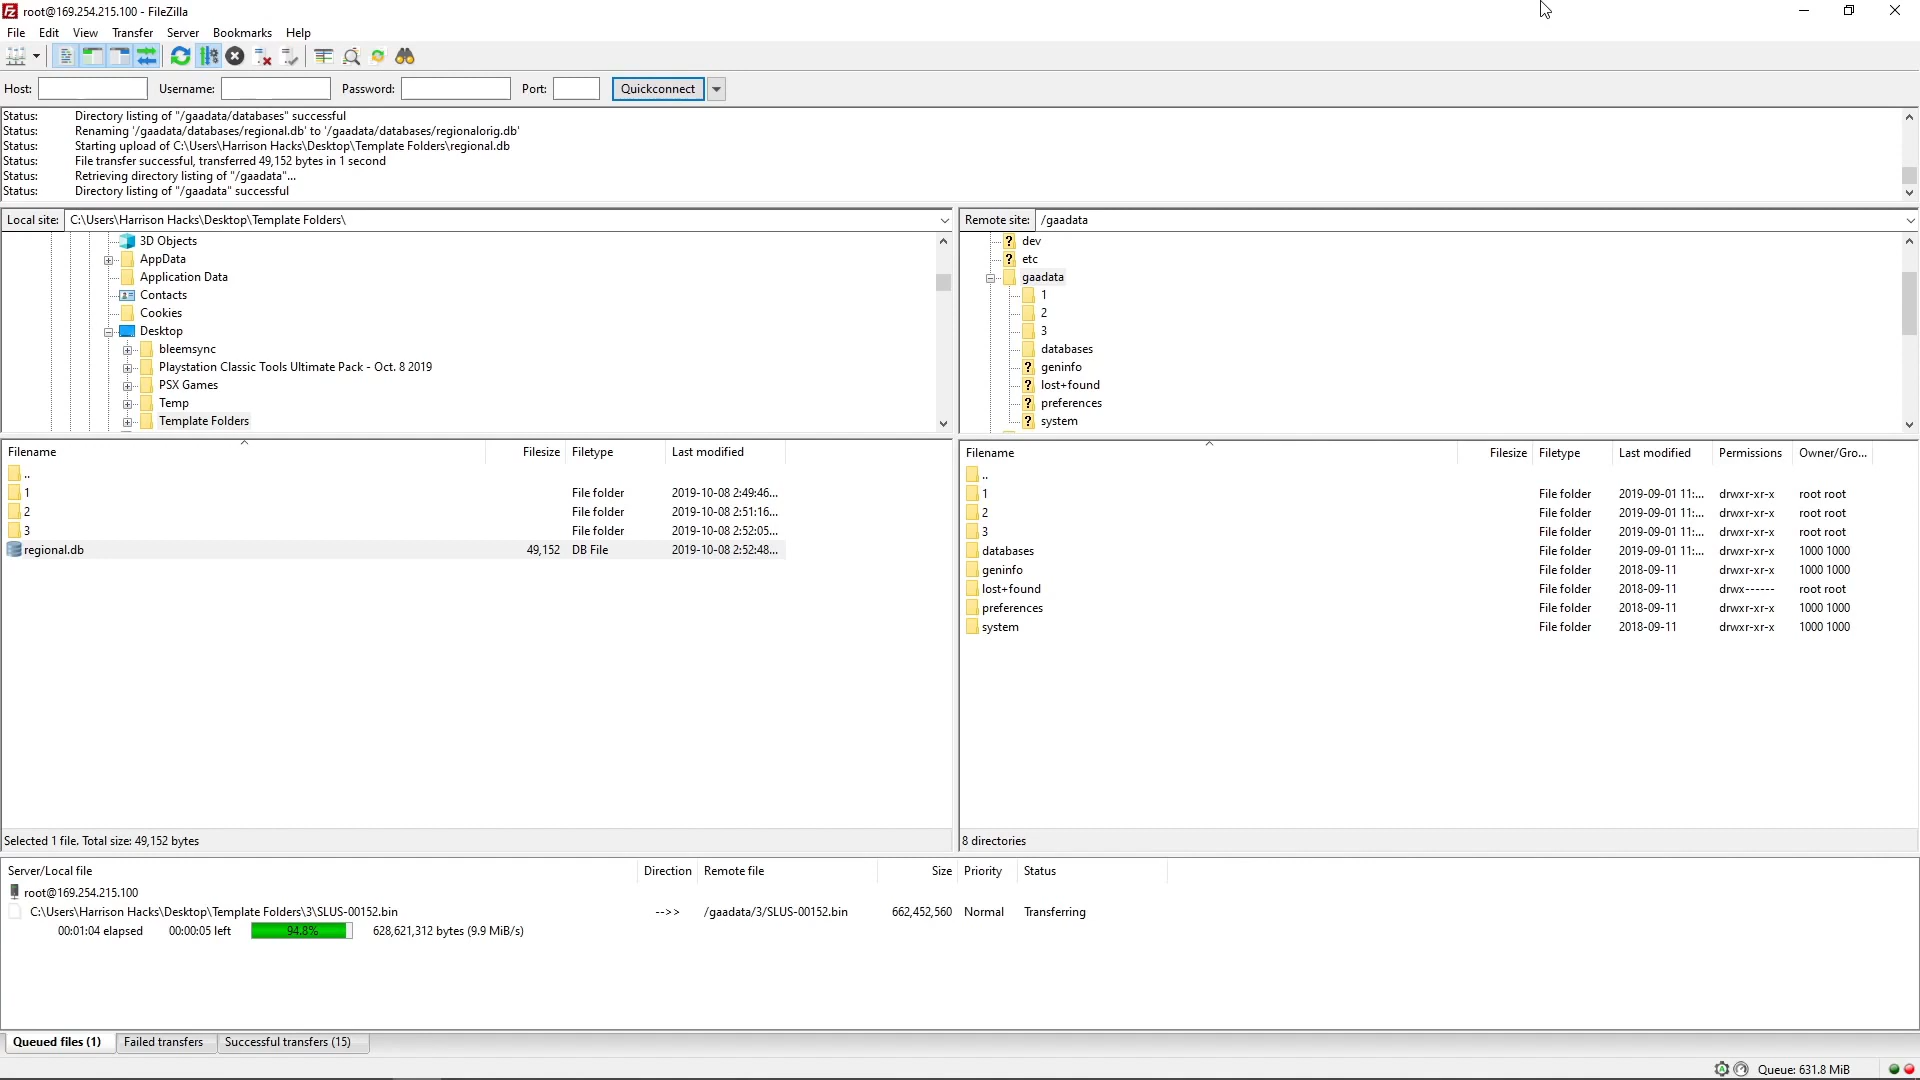 root@169.254.215.100 - FileZilla
File Edit View Transfer Server Bookmarks Help
Host: Username: Password: Port: Quickconnect
Status: Directory listing of "/gaadata/databases" successful
Status: Renaming '/gaadata/databases/regional.db' to '/gaadata/databases/regionalorig.db'
Status: Starting upload of C:\Users\Harrison Hacks\Desktop\Template Folders\regional.db
Status: File transfer successful, transferred 49,152 bytes in 1 second
Status: Retrieving directory listing of "/gaadata"...
Status: Directory listing of "/gaadata" successful
Local site: C:\Users\Harrison Hacks\Desktop\Template Folders\
3D Objects
AppData
Application Data
Contacts
Cookies
Desktop
bleemsync
Playstation Classic Tools Ultimate Pack - Oct. 8 2019
PSX Games
Temp
Template Folders
Remote site: /gaadata
dev
etc
gaadata
1
2
3
databases
geninfo
lost+found
preferences
system
Filename Filesize Filetype Last modified
..
1 File folder 2019-10-08 2:49:46...
2 File folder 2019-10-08 2:51:16...
3 File folder 2019-10-08 2:52:05...
regional.db 49,152 DB File 2019-10-08 2:52:48...
Selected 1 file. Total size: 49,152 bytes
Filename Filesize Filetype Last modified Permissions Owner/Gro...
..
1 File folder 2019-09-01 11:... drwxr-xr-x root root
2 File folder 2019-09-01 11:... drwxr-xr-x root root
3 File folder 2019-09-01 11:... drwxr-xr-x root root
databases File folder 2019-09-01 11:... drwxr-xr-x 1000 1000
geninfo File folder 2018-09-11 drwxr-xr-x 1000 1000
lost+found File folder 2018-09-11 drwx------ root root
preferences File folder 2018-09-11 drwxr-xr-x 1000 1000
system File folder 2018-09-11 drwxr-xr-x 1000 1000
8 directories
Server/Local file Direction Remote file Size Priority Status
root@169.254.215.100
C:\Users\Harrison Hacks\Desktop\Template Folders\3\SLUS-00152.bin -->> /gaadata/3/SLUS-00152.bin 662,452,560 Normal Transferring
00:01:04 elapsed 00:00:05 left 94.8% 628,621,312 bytes (9.9 MiB/s)
Queued files (1) Failed transfers Successful transfers (15)
Queue: 631.8 MiB